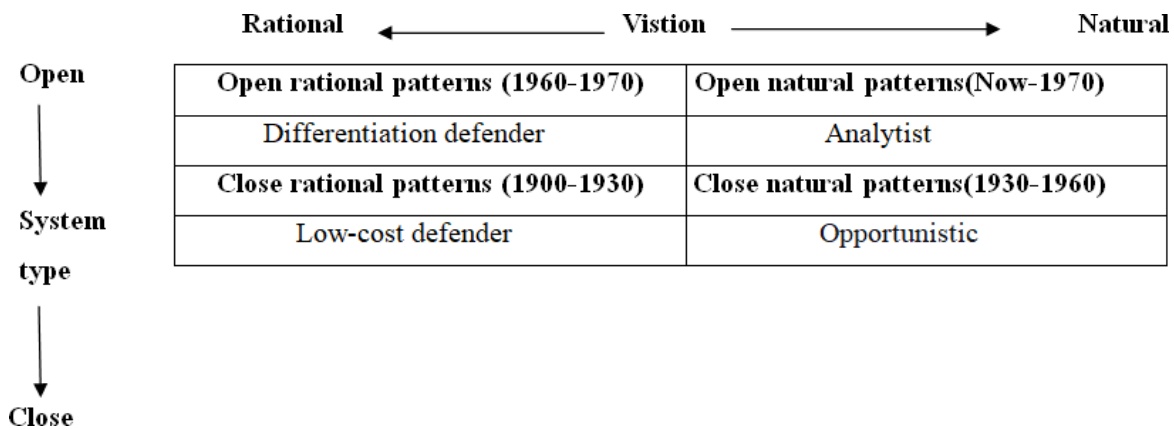 Rational Vistion Natural
Open
Open rational patterns (1960-1970) Open natural patterns(Now-1970)
Differentiation defender Analytist
Close rational patterns (1900-1930) Close natural patterns(1930-1960)
System
Low-cost defender Opportunistic
type
Close